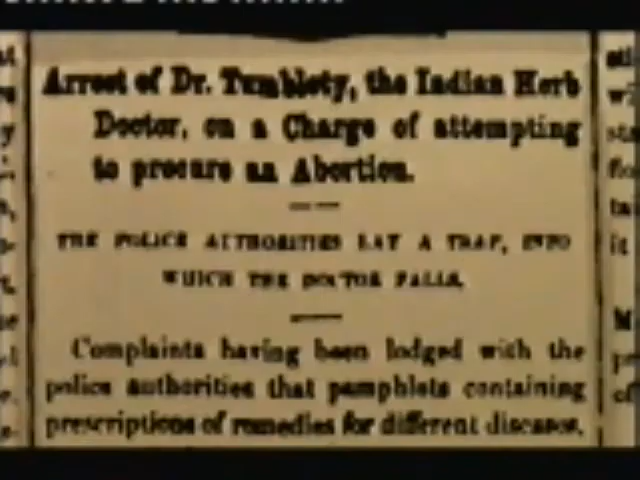 Arrest of Dr. Tumblety, the Indian Herb
Doctor, on a Charge of attempting
to procure an Abortion.
THE POLICE AUTHORITIES LAY A TRAP, INTO
WHICH THE DOCTOR FALLS.
Complaints having been lodged with the
police authorities that pamphlets containing
prescriptions of remedies for different diseases,